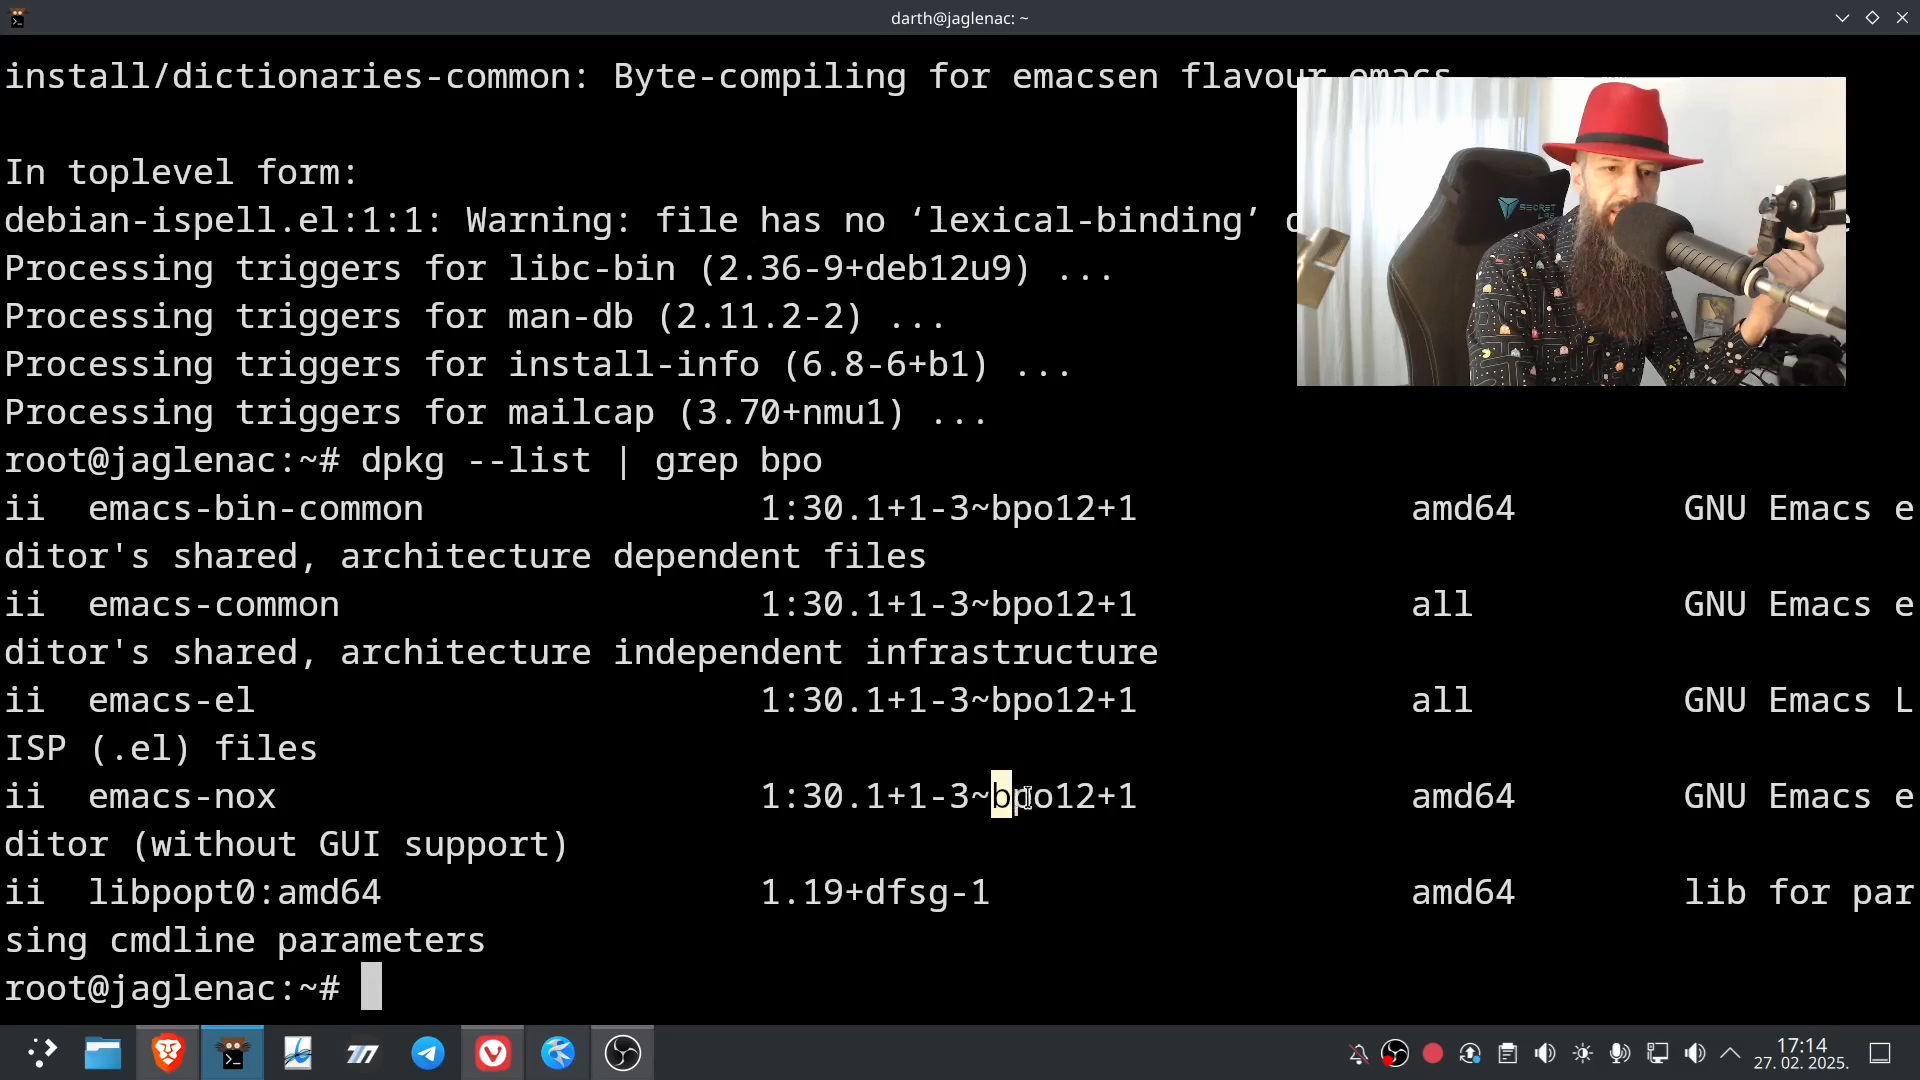 darth@jaglenac: ~
install/dictionaries-common: Byte-compiling for emacsen flavour emacs
In toplevel form:
debian-ispell.el:1:1: Warning: file has no ‘lexical-binding’ d
Processing triggers for libc-bin (2.36-9+deb12u9) ...
Processing triggers for man-db (2.11.2-2) ...
Processing triggers for install-info (6.8-6+b1) ...
Processing triggers for mailcap (3.70+nmu1) ...
root@jaglenac:~# dpkg --list | grep bpo
ii  emacs-bin-common                1:30.1+1-3~bpo12+1             amd64        GNU Emacs e
ditor's shared, architecture dependent files
ii  emacs-common                    1:30.1+1-3~bpo12+1             all          GNU Emacs e
ditor's shared, architecture independent infrastructure
ii  emacs-el                        1:30.1+1-3~bpo12+1             all          GNU Emacs L
ISP (.el) files
ii  emacs-nox                       1:30.1+1-3~bpo12+1             amd64        GNU Emacs e
ditor (without GUI support)
ii  libpopt0:amd64                  1.19+dfsg-1                    amd64        lib for par
sing cmdline parameters
root@jaglenac:~#
SECRET LAB
17:14
27. 02. 2025.